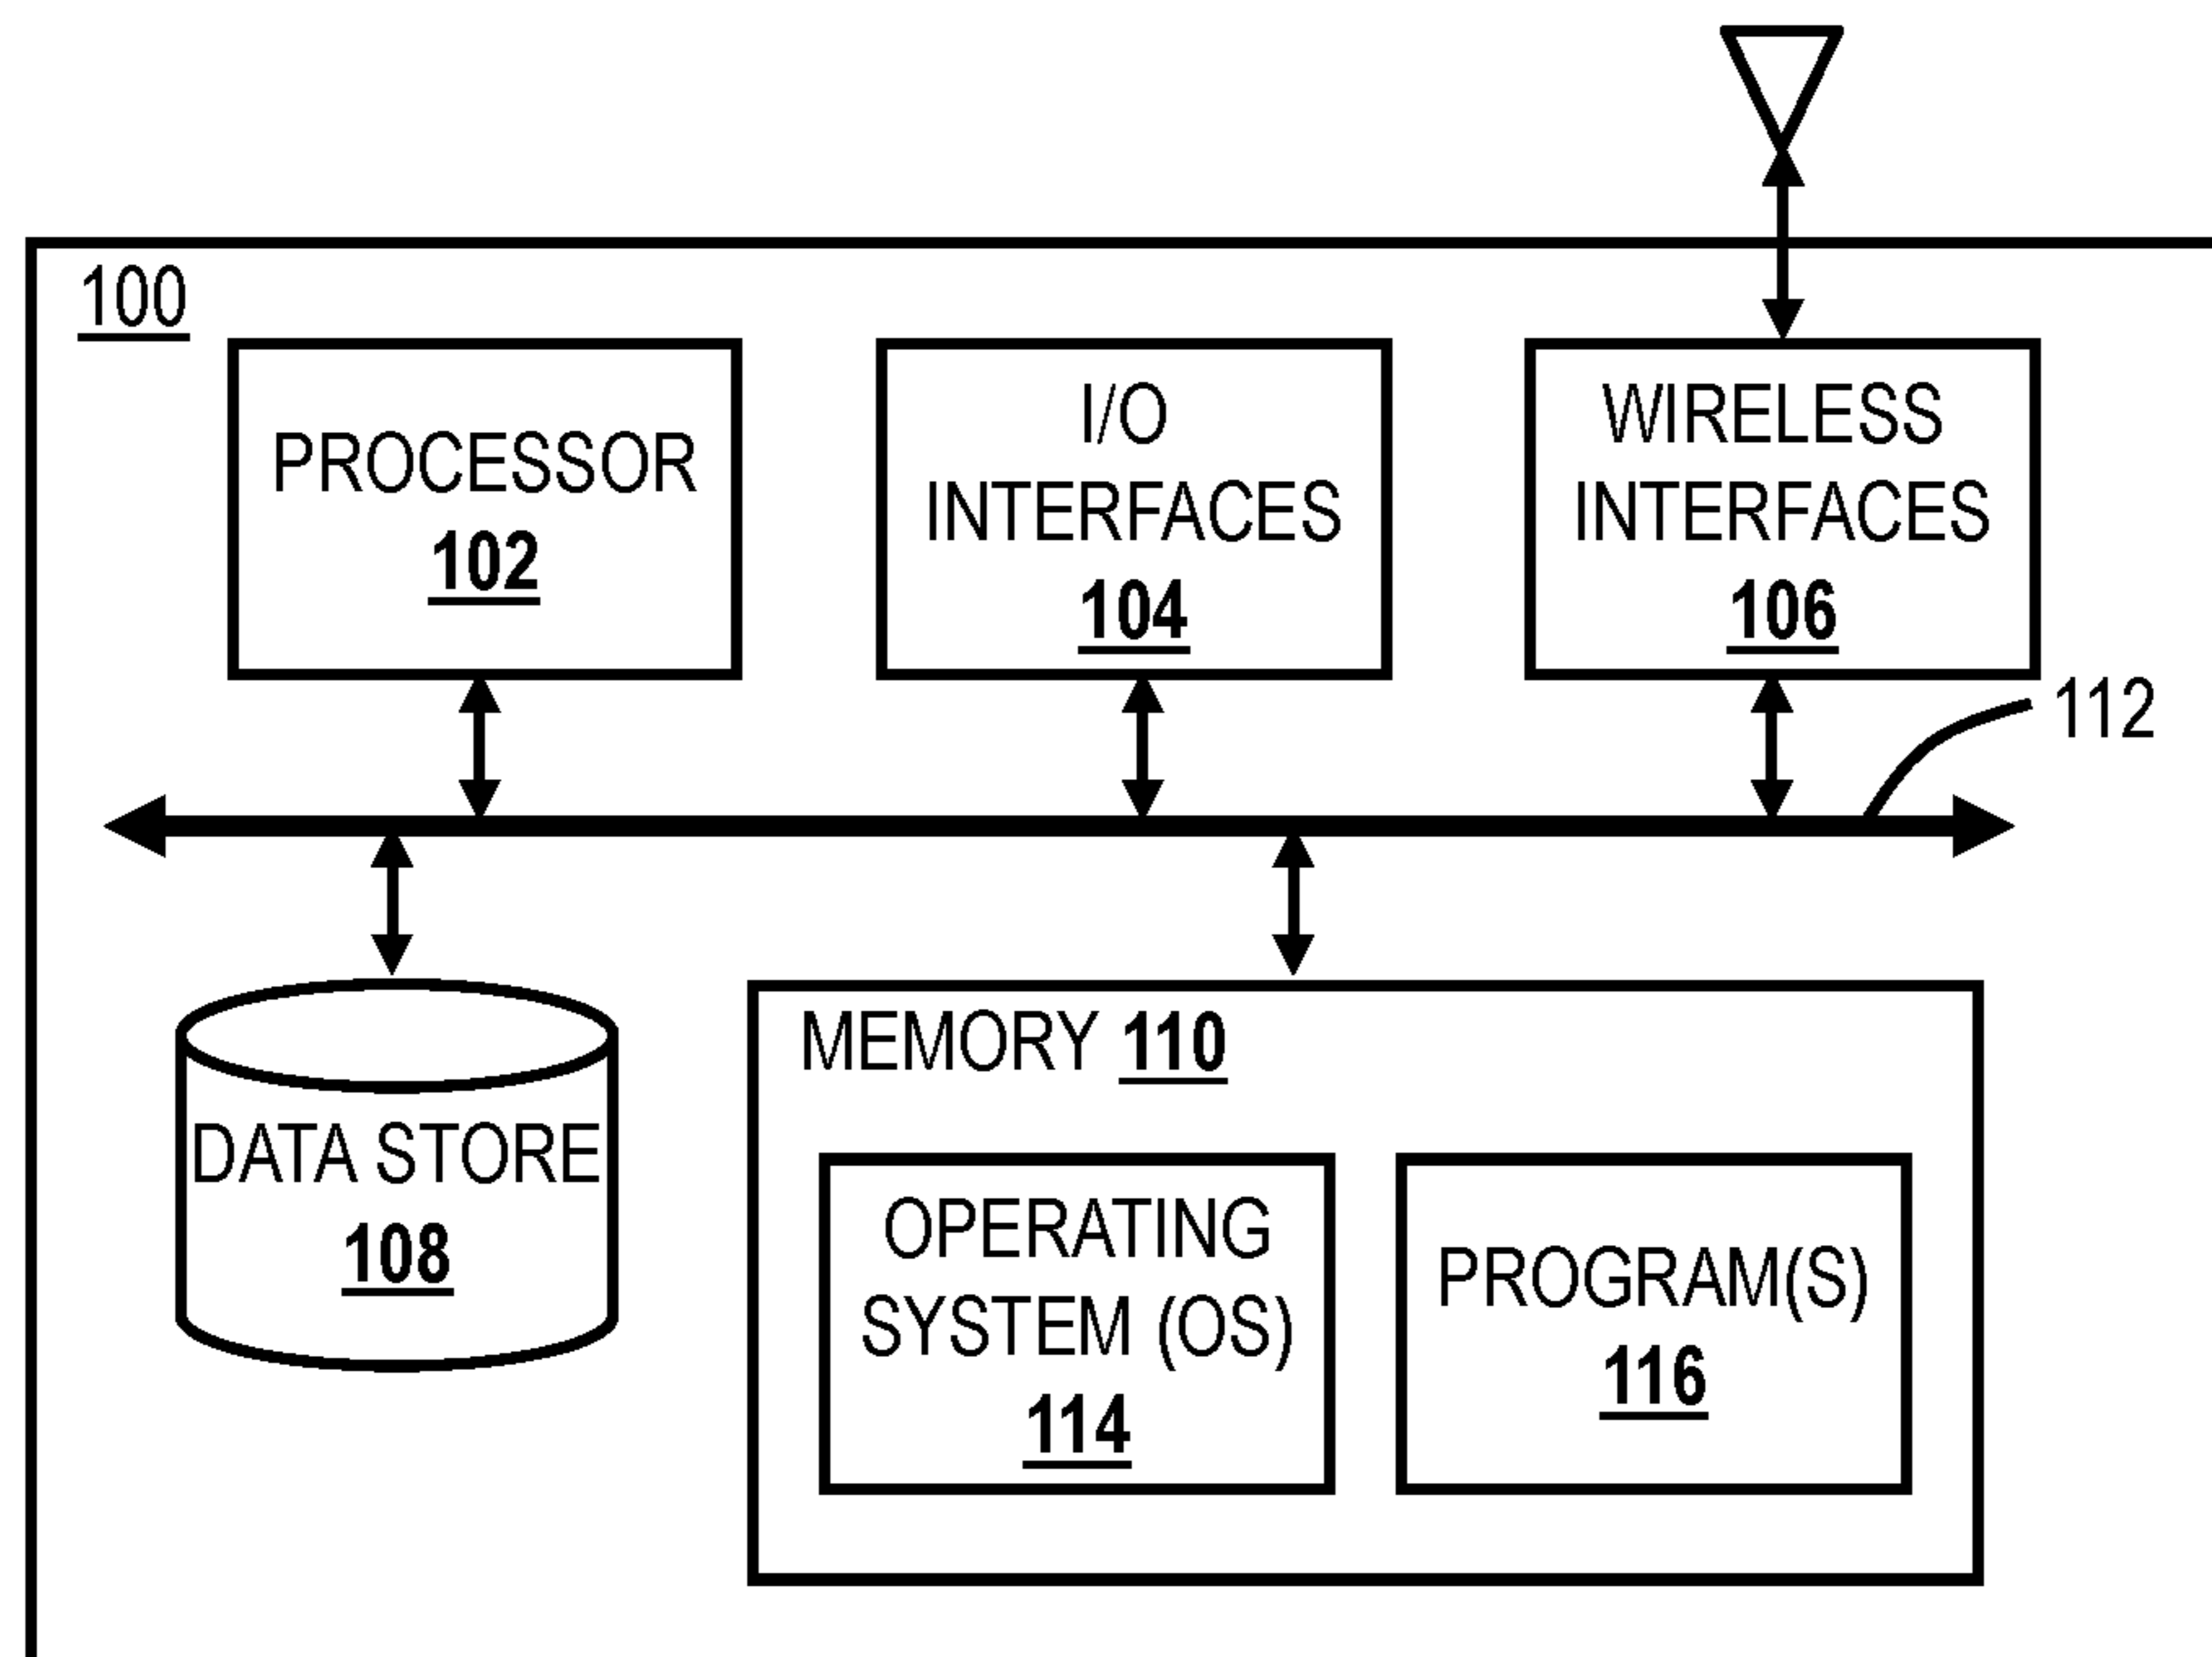 100
PROCESSOR
102
I/O
INTERFACES
104
WIRELESS
INTERFACES
106
112
DATA STORE
108
MEMORY 110
OPERATING
SYSTEM (OS)
114
PROGRAM(S)
116